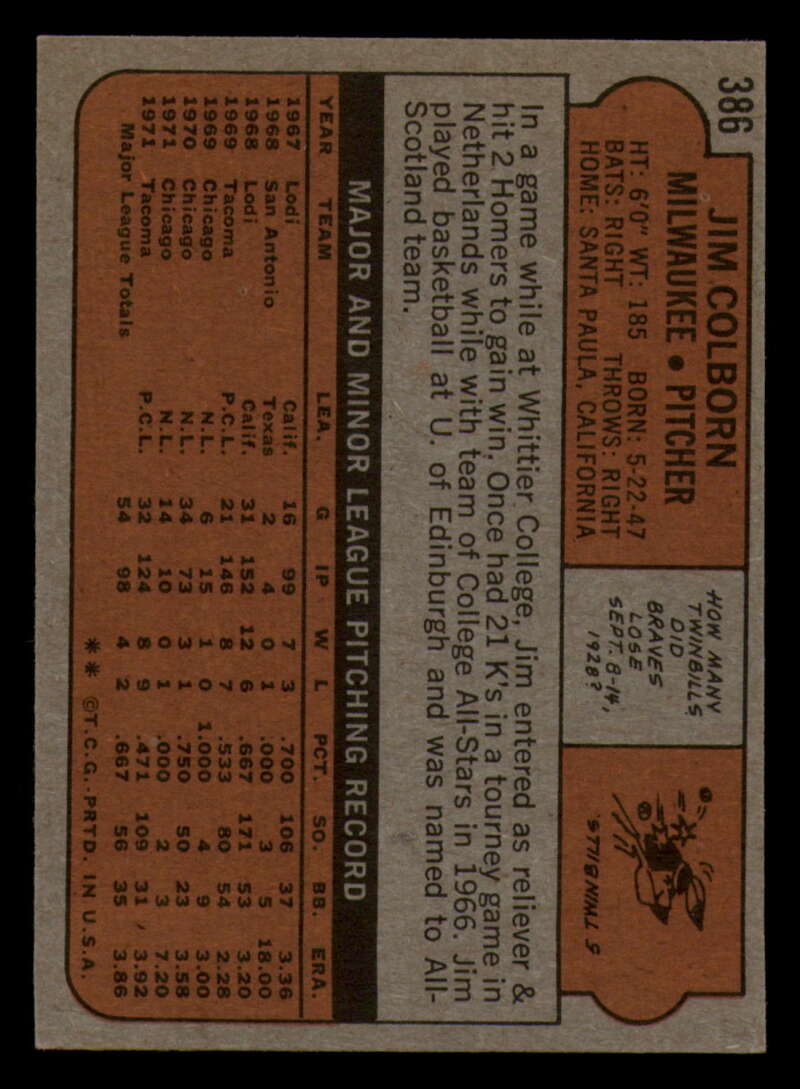 386
JIM COLBORN
MILWAUKEE • PITCHER
HT: 6'0" WT: 185 BORN: 5-22-47
BATS: RIGHT THROWS: RIGHT
HOME: SANTA PAULA, CALIFORNIA
HOW MANY
TWINBILLS
DID
BRAVES
LOSE
SEPT. 8-14,
1928?
5 TWINBILLS.
In a game while at Whittier College, Jim entered as reliever &
hit 2 Homers to gain win. Once had 21 K's in a tourney game in
Netherlands while with team of College All-Stars in 1966. Jim
played basketball at U. of Edinburgh and was named to All-
Scotland team.
MAJOR AND MINOR LEAGUE PITCHING RECORD
YEAR TEAM LEA. G IP W L PCT. SO. BB. ERA.
1967 Lodi Calif. 16 99 7 3 .700 106 37 3.36
1968 San Antonio Texas 2 4 0 1 .000 3 5 18.00
1968 Lodi Calif. 31 152 12 6 .667 171 53 3.20
1969 Tacoma P.C.L. 21 146 8 7 .533 80 54 2.28
1969 Chicago N.L. 6 15 1 0 1.000 4 9 3.00
1970 Chicago N.L. 34 73 3 1 .750 50 23 3.58
1971 Chicago N.L. 14 10 0 1 .000 2 3 7.20
1971 Tacoma P.C.L. 32 124 8 9 .471 109 31 3.92
Major League Totals 54 98 4 2 .667 56 35 3.86
** ©T.C.G.-PRTD. IN U.S.A.